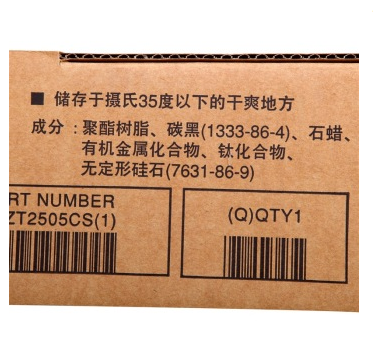 ■ 储存于摄氏35度以下的干爽地方
成分：聚酯树脂、碳黑(1333-86-4)、石蜡、
有机金属化合物、钛化合物、
无定形硅石(7631-86-9)
RT NUMBER
ZT2505CS(1)
(Q)QTY1